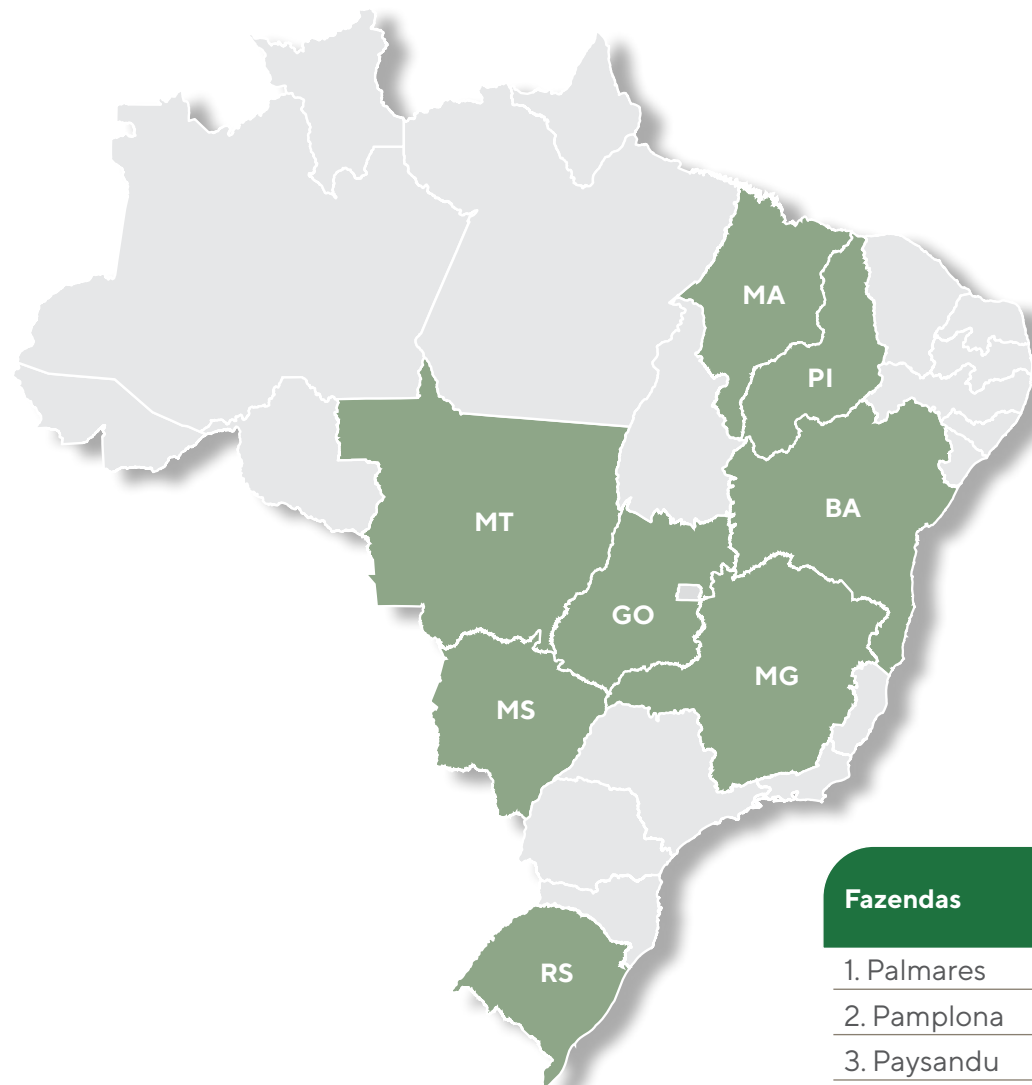 MA
PI
BA
MT
GO
MG
MS
RS
Fazendas
1. Palmares
2. Pamplona
3. Paysandu